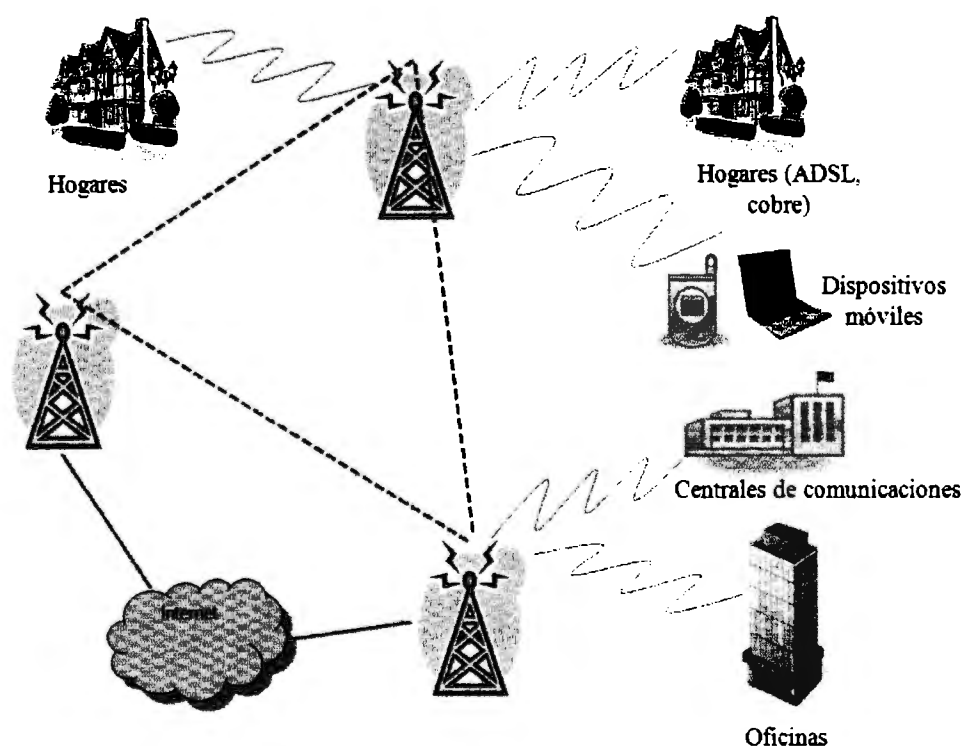 Hogares
Hogares (ADSL,
cobre)
Dispositivos
móviles
Centrales de comunicaciones
Internet
Oficinas